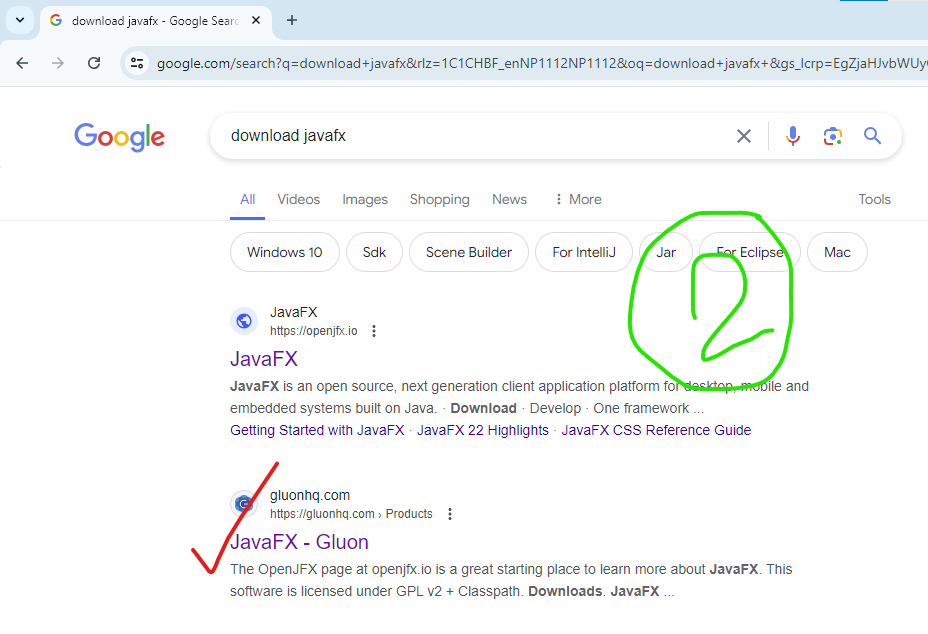 download javafx - Google Searc
google.com/search?q=download+javafx&rlz=1C1CHBF_enNP1112NP1112&oq=download+javafx+&gs_lcrp=EgZjaHJvbWUy
Google
download javafx
All Videos Images Shopping News More Tools
Windows 10 Sdk Scene Builder For IntelliJ Jar For Eclipse Mac
2
JavaFX
https://openjfx.io
JavaFX
JavaFX is an open source, next generation client application platform for desktop, mobile and
embedded systems built on Java. · Download · Develop · One framework ...
Getting Started with JavaFX · JavaFX 22 Highlights · JavaFX CSS Reference Guide
gluonhq.com
https://gluonhq.com › Products
JavaFX - Gluon
The OpenJFX page at openjfx.io is a great starting place to learn more about JavaFX. This
software is licensed under GPL v2 + Classpath. Downloads. JavaFX ...